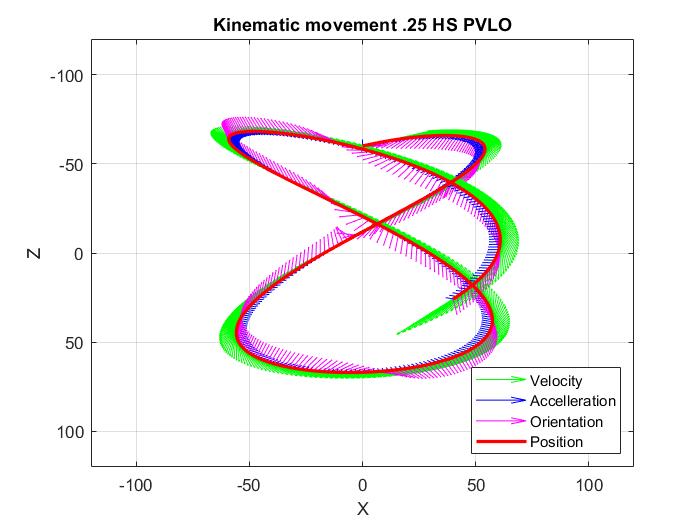 Kinematic movement .25 HS PVLO
-100
-50
0
50
100
Z
-100
-50
0
50
100
X
Velocity
Accelleration
Orientation
Position